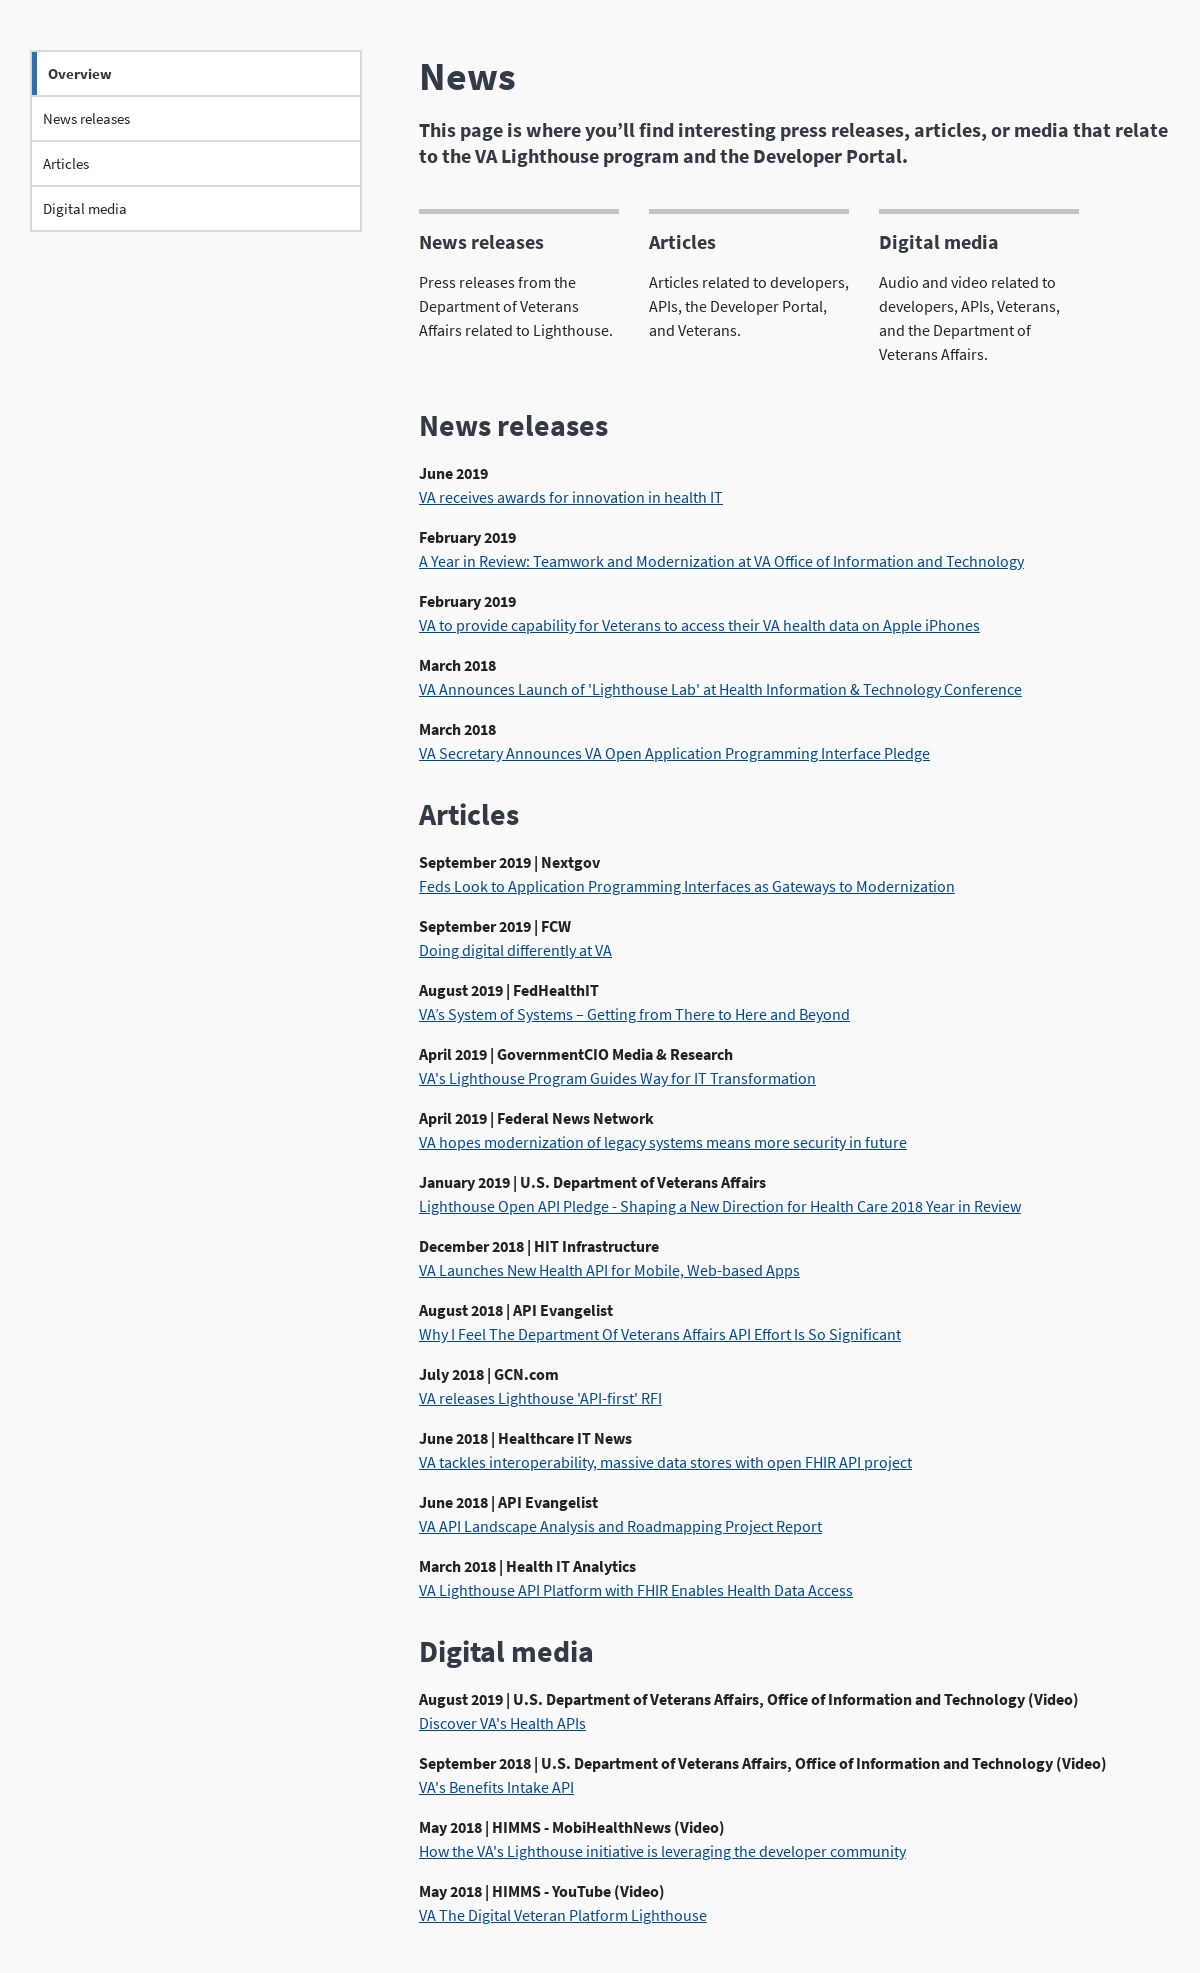 Overview
News releases
Articles
Digital media
News
This page is where you’ll find interesting press releases, articles, or media that relate
to the VA Lighthouse program and the Developer Portal.
News releases
Press releases from the
Department of Veterans
Affairs related to Lighthouse.
Articles
Articles related to developers,
APIs, the Developer Portal,
and Veterans.
Digital media
Audio and video related to
developers, APIs, Veterans,
and the Department of
Veterans Affairs.
News releases
June 2019
VA receives awards for innovation in health IT
February 2019
A Year in Review: Teamwork and Modernization at VA Office of Information and Technology
February 2019
VA to provide capability for Veterans to access their VA health data on Apple iPhones
March 2018
VA Announces Launch of 'Lighthouse Lab' at Health Information & Technology Conference
March 2018
VA Secretary Announces VA Open Application Programming Interface Pledge
Articles
September 2019 | Nextgov
Feds Look to Application Programming Interfaces as Gateways to Modernization
September 2019 | FCW
Doing digital differently at VA
August 2019 | FedHealthIT
VA’s System of Systems – Getting from There to Here and Beyond
April 2019 | GovernmentCIO Media & Research
VA's Lighthouse Program Guides Way for IT Transformation
April 2019 | Federal News Network
VA hopes modernization of legacy systems means more security in future
January 2019 | U.S. Department of Veterans Affairs
Lighthouse Open API Pledge - Shaping a New Direction for Health Care 2018 Year in Review
December 2018 | HIT Infrastructure
VA Launches New Health API for Mobile, Web-based Apps
August 2018 | API Evangelist
Why I Feel The Department Of Veterans Affairs API Effort Is So Significant
July 2018 | GCN.com
VA releases Lighthouse 'API-first' RFI
June 2018 | Healthcare IT News
VA tackles interoperability, massive data stores with open FHIR API project
June 2018 | API Evangelist
VA API Landscape Analysis and Roadmapping Project Report
March 2018 | Health IT Analytics
VA Lighthouse API Platform with FHIR Enables Health Data Access
Digital media
August 2019 | U.S. Department of Veterans Affairs, Office of Information and Technology (Video)
Discover VA's Health APIs
September 2018 | U.S. Department of Veterans Affairs, Office of Information and Technology (Video)
VA's Benefits Intake API
May 2018 | HIMMS - MobiHealthNews (Video)
How the VA's Lighthouse initiative is leveraging the developer community
May 2018 | HIMMS - YouTube (Video)
VA The Digital Veteran Platform Lighthouse